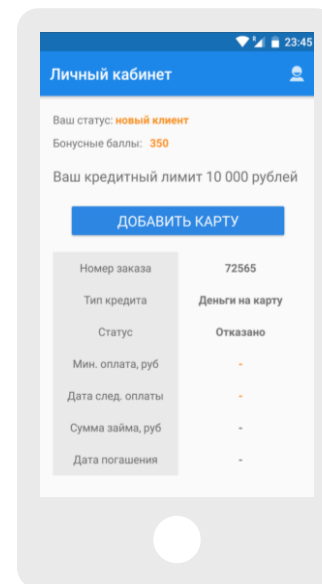 23:45
Личный кабинет
Ваш статус: новый клиент
Бонусные баллы: 350
Ваш кредитный лимит 10 000 рублей
ДОБАВИТЬ КАРТУ
Номер заказа 72565
Тип кредита Деньги на карту
Статус Отказано
Мин. оплата, руб -
Дата след. оплаты -
Сумма займа, руб -
Дата погашения -